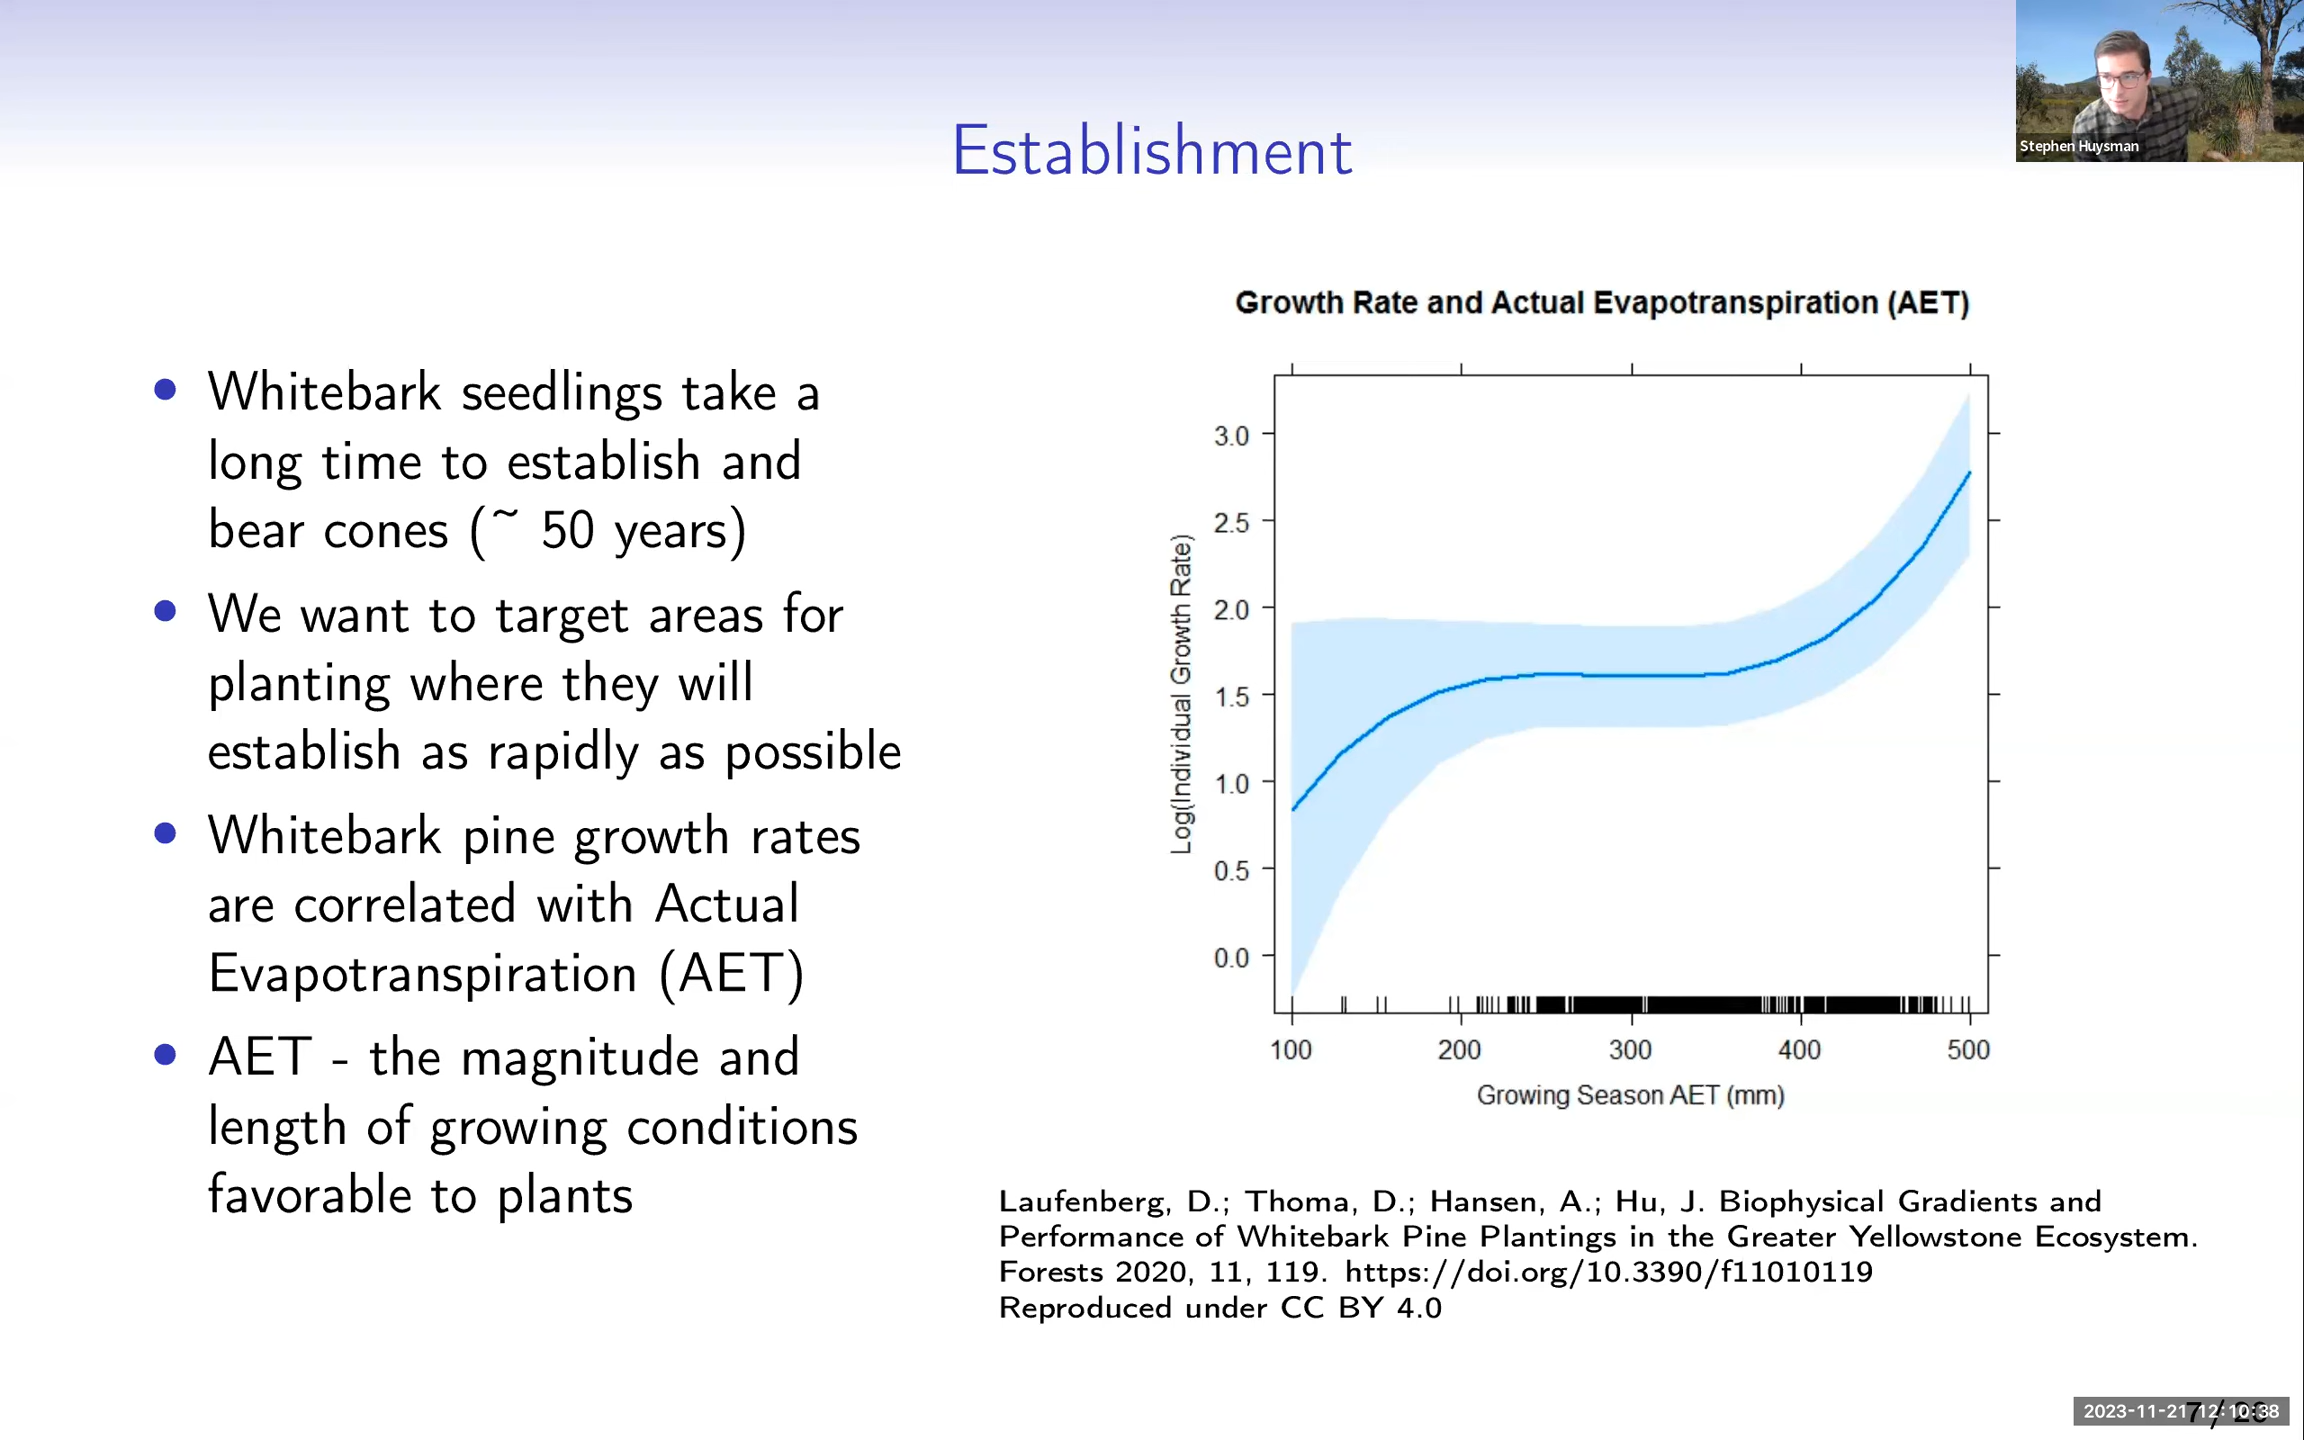 Stephen Huysman
Establishment
• Whitebark seedlings take a
long time to establish and
bear cones (~ 50 years)
• We want to target areas for
planting where they will
establish as rapidly as possible
• Whitebark pine growth rates
are correlated with Actual
Evapotranspiration (AET)
• AET - the magnitude and
length of growing conditions
favorable to plants
Growth Rate and Actual Evapotranspiration (AET)
Log(Individual Growth Rate)
3.0
2.5
2.0
1.5
1.0
0.5
0.0
100 200 300 400 500
Growing Season AET (mm)
Laufenberg, D.; Thoma, D.; Hansen, A.; Hu, J. Biophysical Gradients and
Performance of Whitebark Pine Plantings in the Greater Yellowstone Ecosystem.
Forests 2020, 11, 119. https://doi.org/10.3390/f11010119
Reproduced under CC BY 4.0
2023-11-21 12:10:38